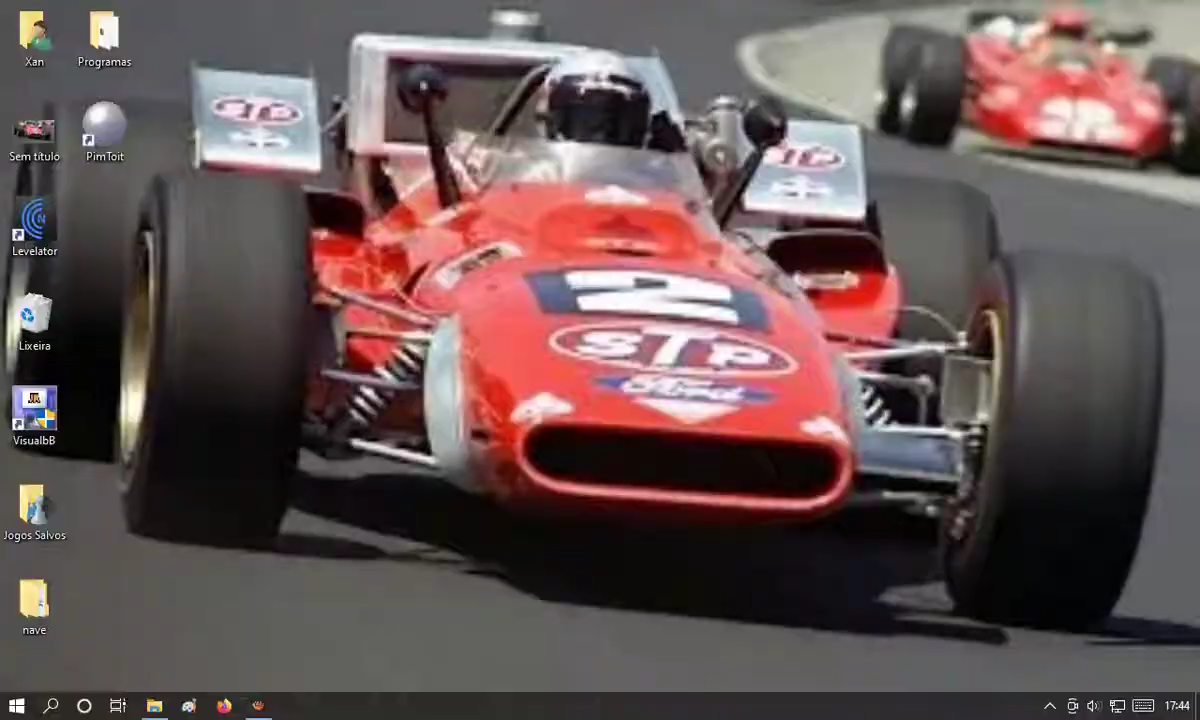 Xan
Programas
Sem título
PimToit
Levelator
Lixeira
VisualbB
Jogos Salvos
nave
STP
STP
2
STP
Ford
17:44